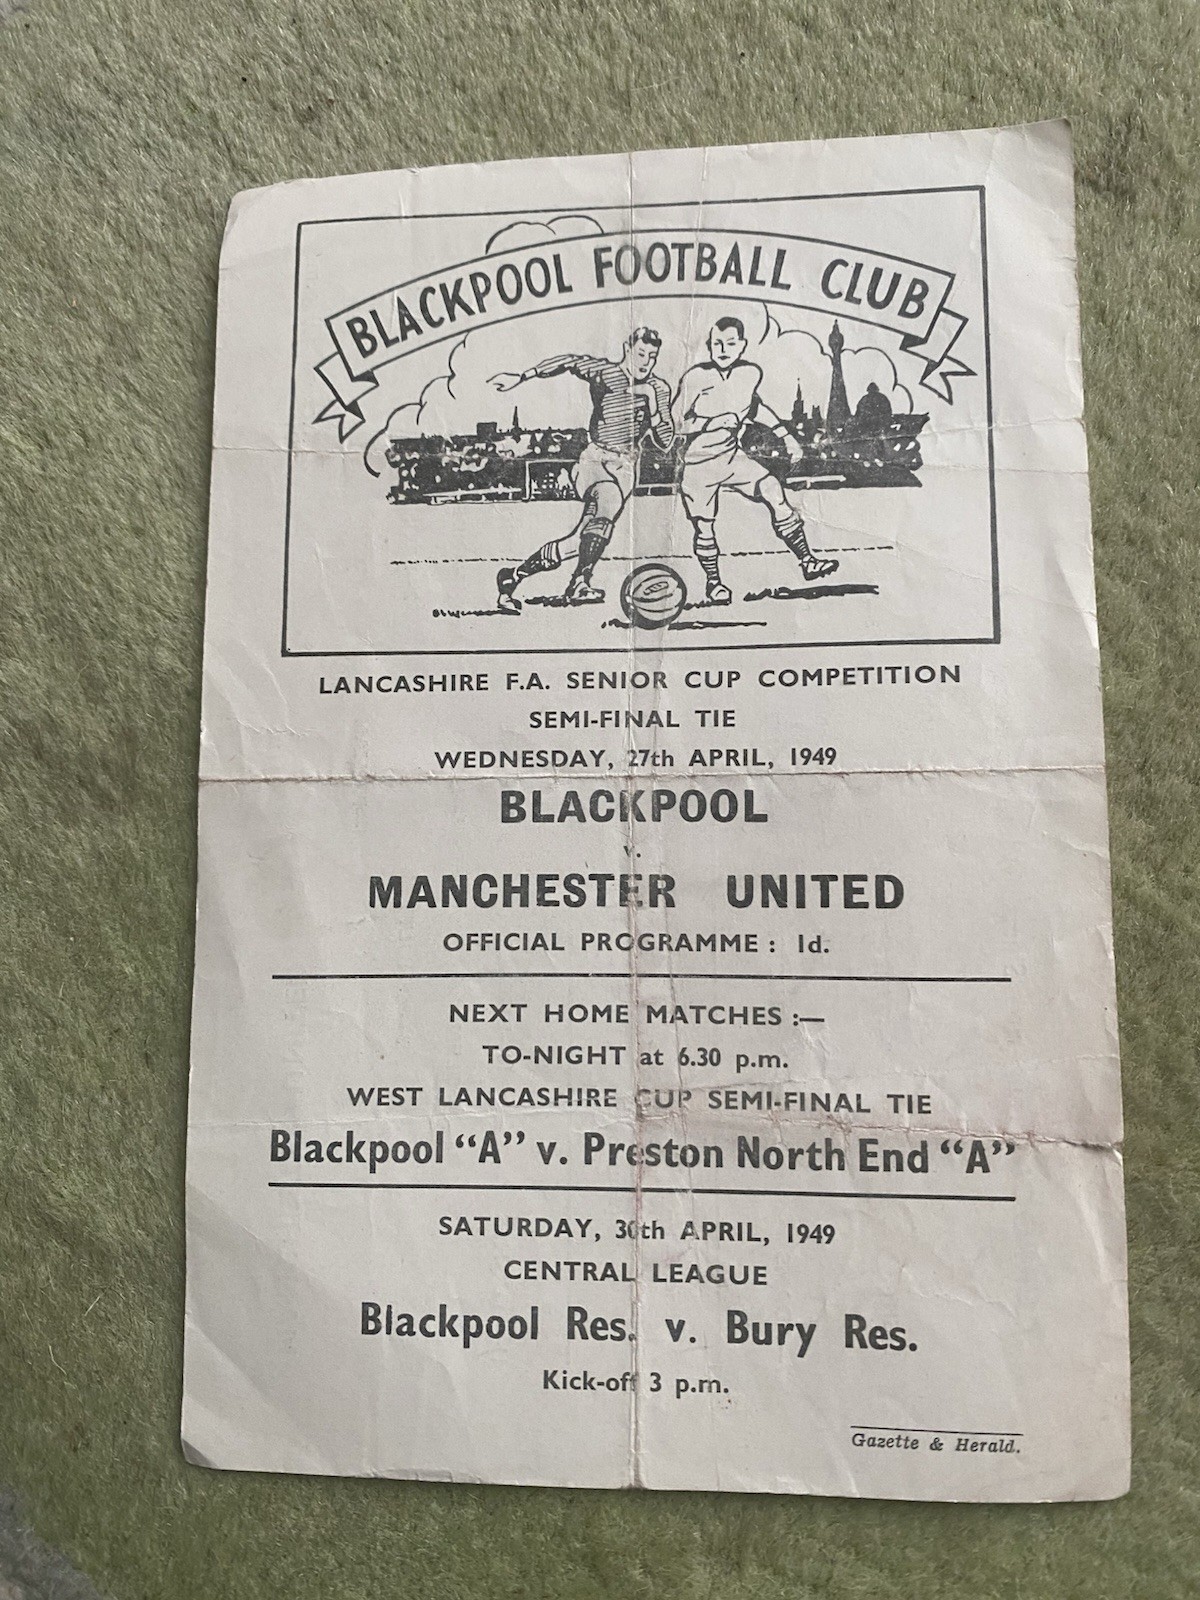 BLACKPOOL FOOTBALL CLUB
LANCASHIRE F.A. SENIOR CUP COMPETITION
SEMI-FINAL TIE
WEDNESDAY, 27th APRIL, 1949
BLACKPOOL
v.
MANCHESTER UNITED
OFFICIAL PROGRAMME : 1d.
NEXT HOME MATCHES :—
TO-NIGHT at 6.30 p.m.
WEST LANCASHIRE CUP SEMI-FINAL TIE
Blackpool “A” v. Preston North End “A”
SATURDAY, 30th APRIL, 1949
CENTRAL LEAGUE
Blackpool Res. v. Bury Res.
Kick-off 3 p.m.
Gazette & Herald.